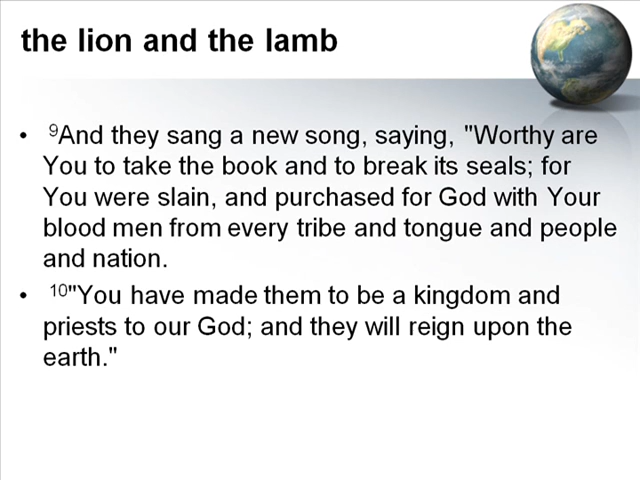 the lion and the lamb
• ⁹And they sang a new song, saying, "Worthy are
You to take the book and to break its seals; for
You were slain, and purchased for God with Your
blood men from every tribe and tongue and people
and nation.
• ¹⁰"You have made them to be a kingdom and
priests to our God; and they will reign upon the
earth."